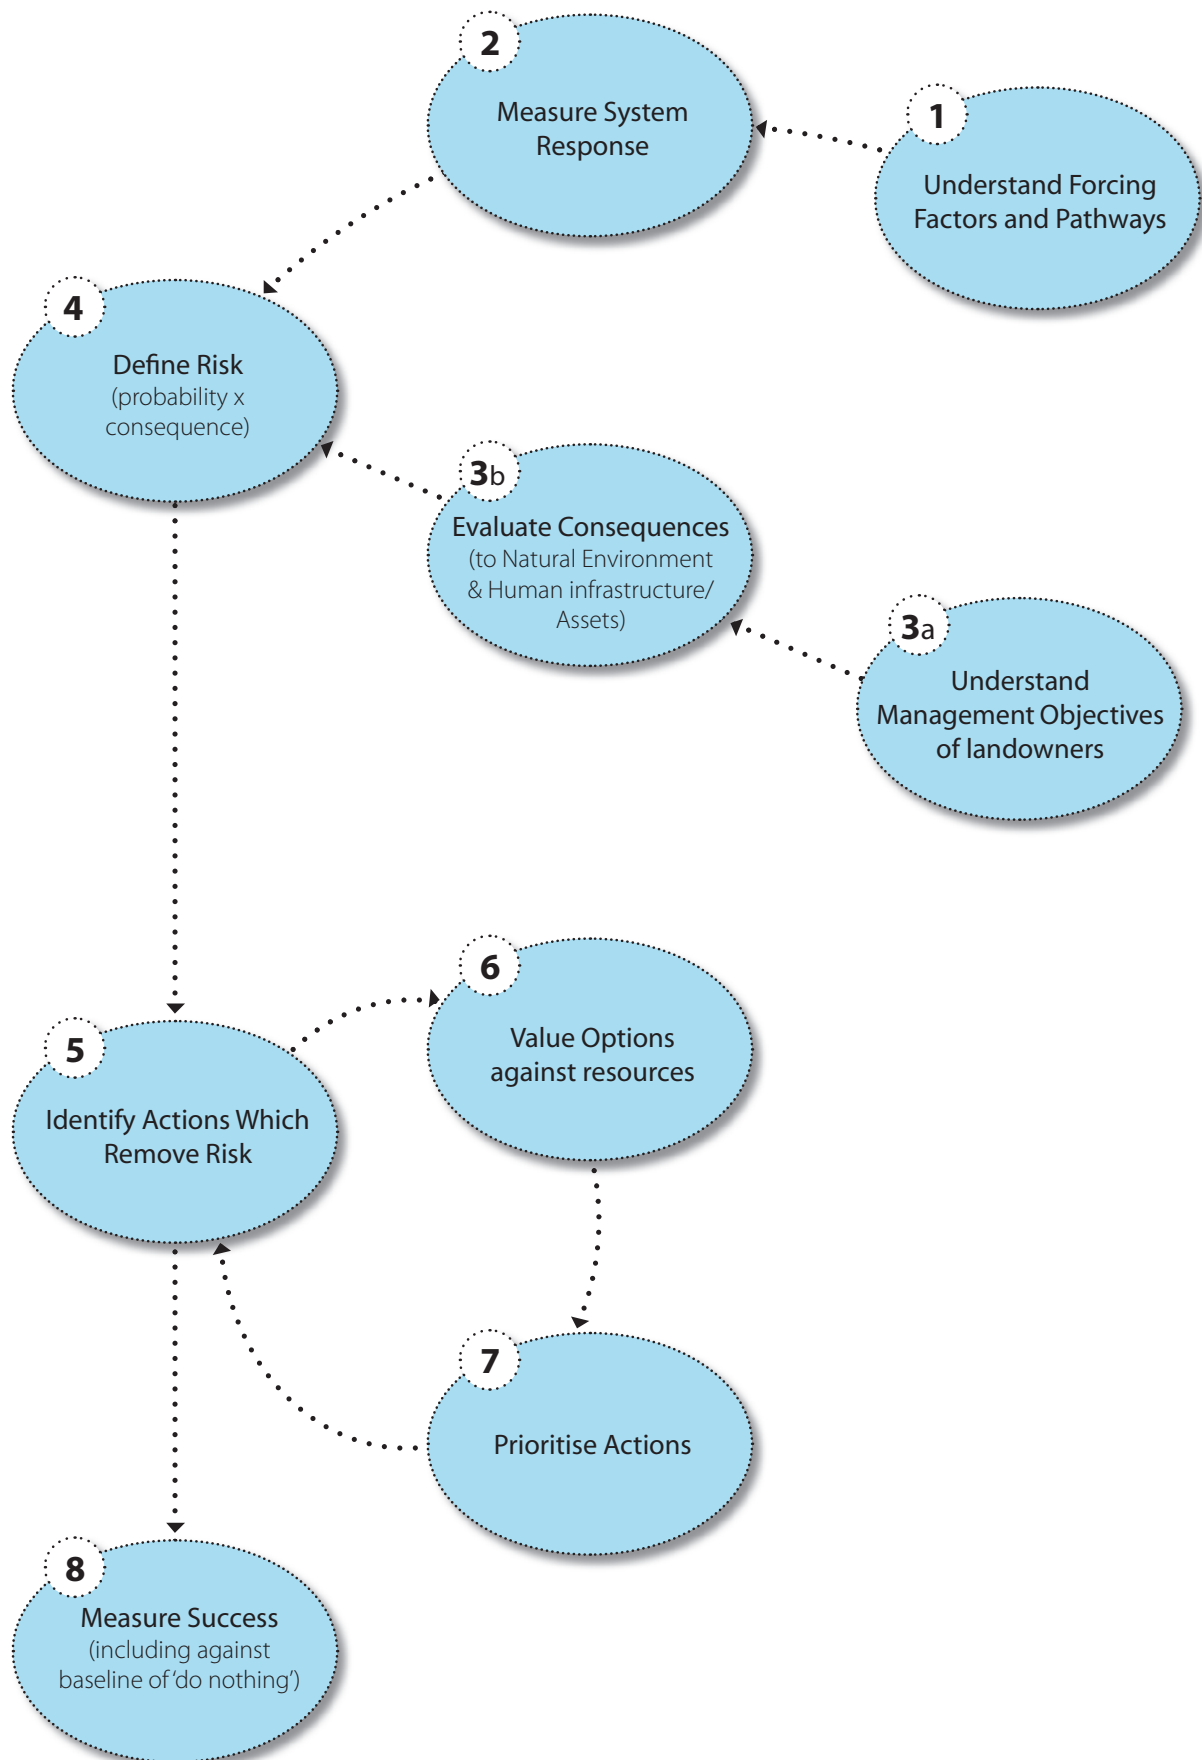 2
Measure System
Response
1
Understand Forcing
Factors and Pathways
4
Define Risk
(probability x
consequence)
3b
Evaluate Consequences
(to Natural Environment
& Human infrastructure/
Assets)
3a
Understand
Management Objectives
of landowners
6
Value Options
against resources
5
Identify Actions Which
Remove Risk
7
Prioritise Actions
8
Measure Success
(including against
baseline of ‘do nothing’)